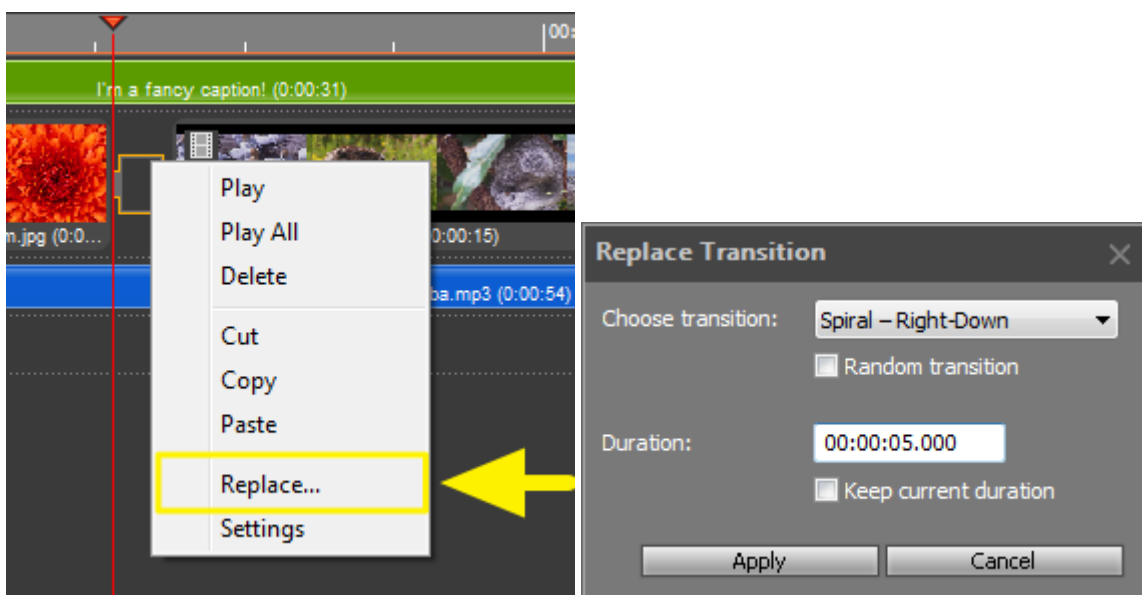 00:
I'm a fancy caption! (0:00:31)
m.jpg (0:0...
0:00:15)
ba.mp3 (0:00:54)
Play
Play All
Delete
Cut
Copy
Paste
Replace...
Settings
Replace Transition
Choose transition:
Spiral – Right-Down
Random transition
Duration:
00:00:05.000
Keep current duration
Apply
Cancel